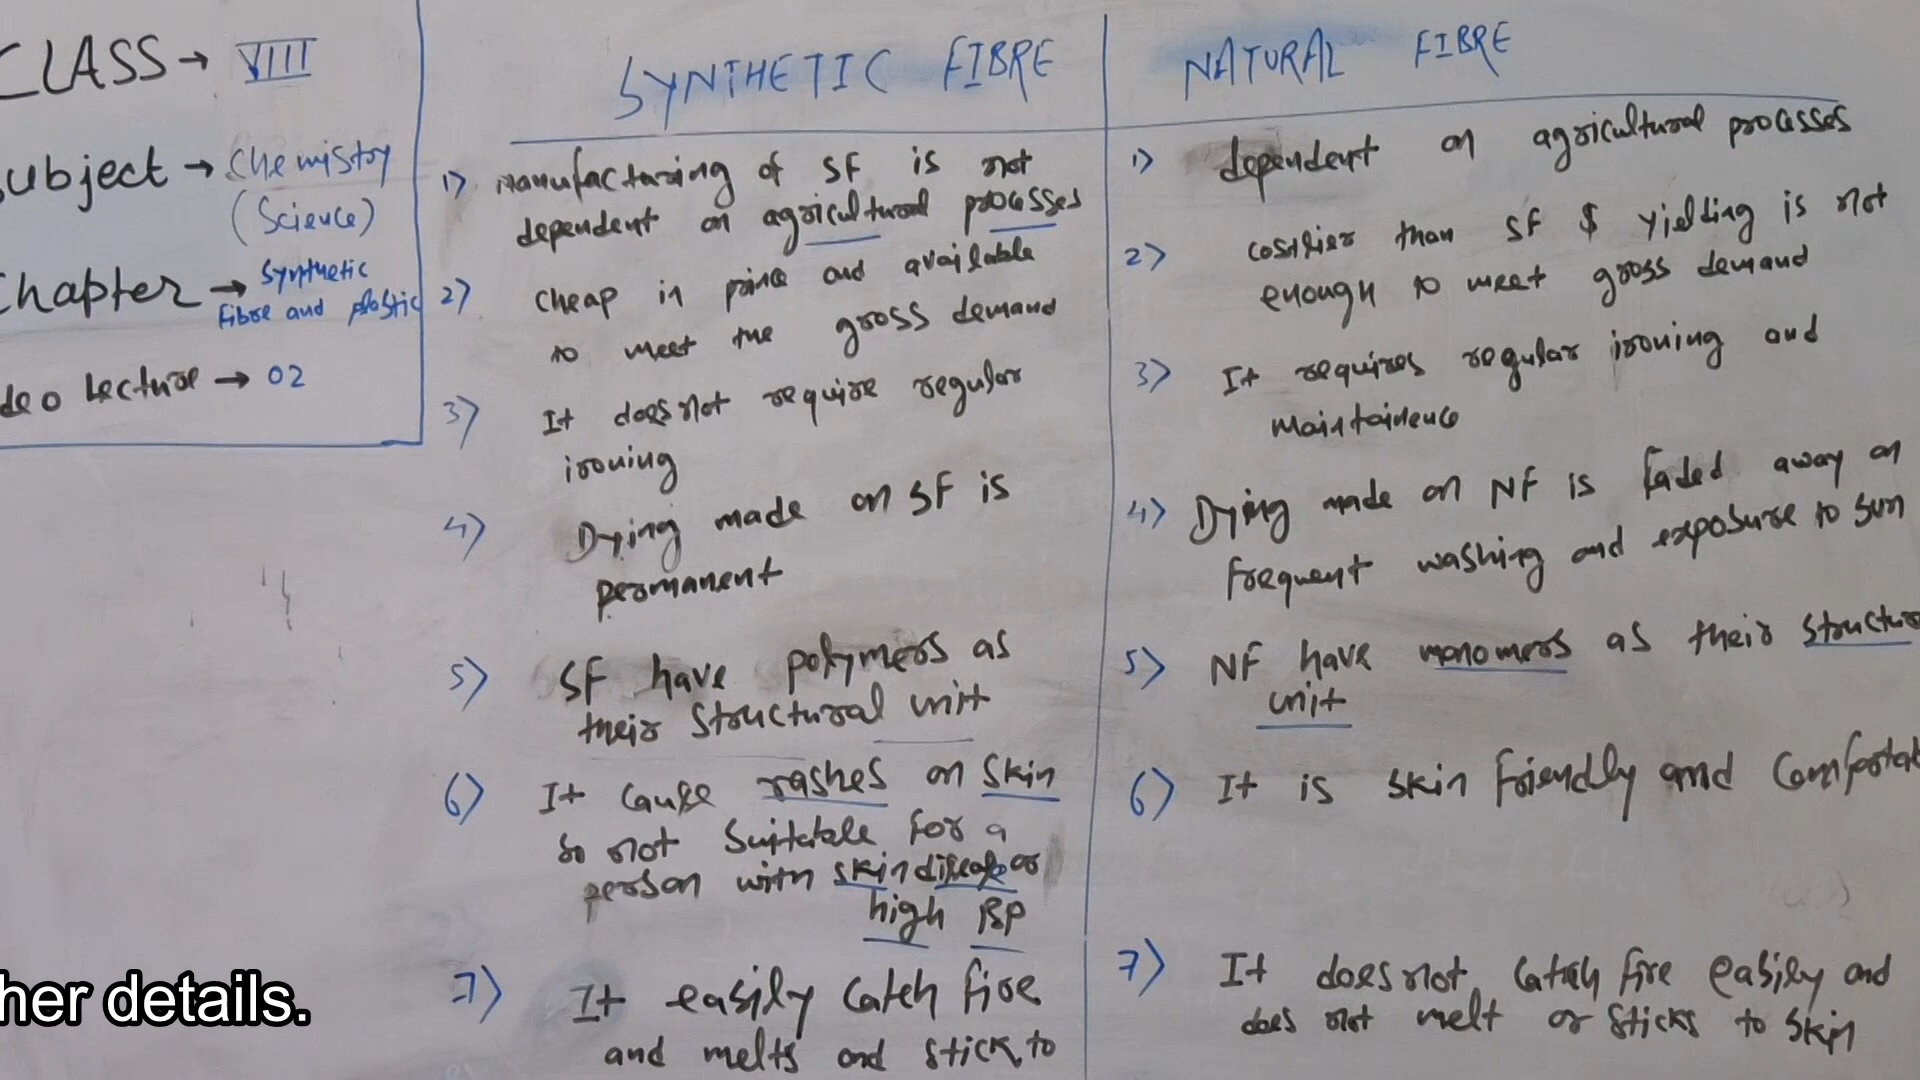 CLASS → VIII
Subject → Chemistry
(Science)
Chapter → Synthetic
Fibre and plastic
deo Lecture → 02
SYNTHETIC FIBRE
1) Manufacturing of SF is not
dependent on agricultural processes
2) Cheap in price and available
to meet the gross demand
3) It does not require regular
ironing
4) Dying made on SF is
permanent
5) SF have polymers as
their structural unit
6) It cause rashes on skin
so not suitable for a
person with skin disease or
high BP
7) It easily catch fire
and melts and stick to
NATURAL FIBRE
1) dependent on agricultural processes
2) costlier than SF & yielding is not
enough to meet gross demand
3) It requires regular ironing and
maintainence
4) Dying made on NF is faded away on
frequent washing and exposure to sun
5) NF have monomers as their structur
unit
6) It is skin friendly and Comfortab
7) It does not catch fire easily and
does not melt or sticks to skin
her details.